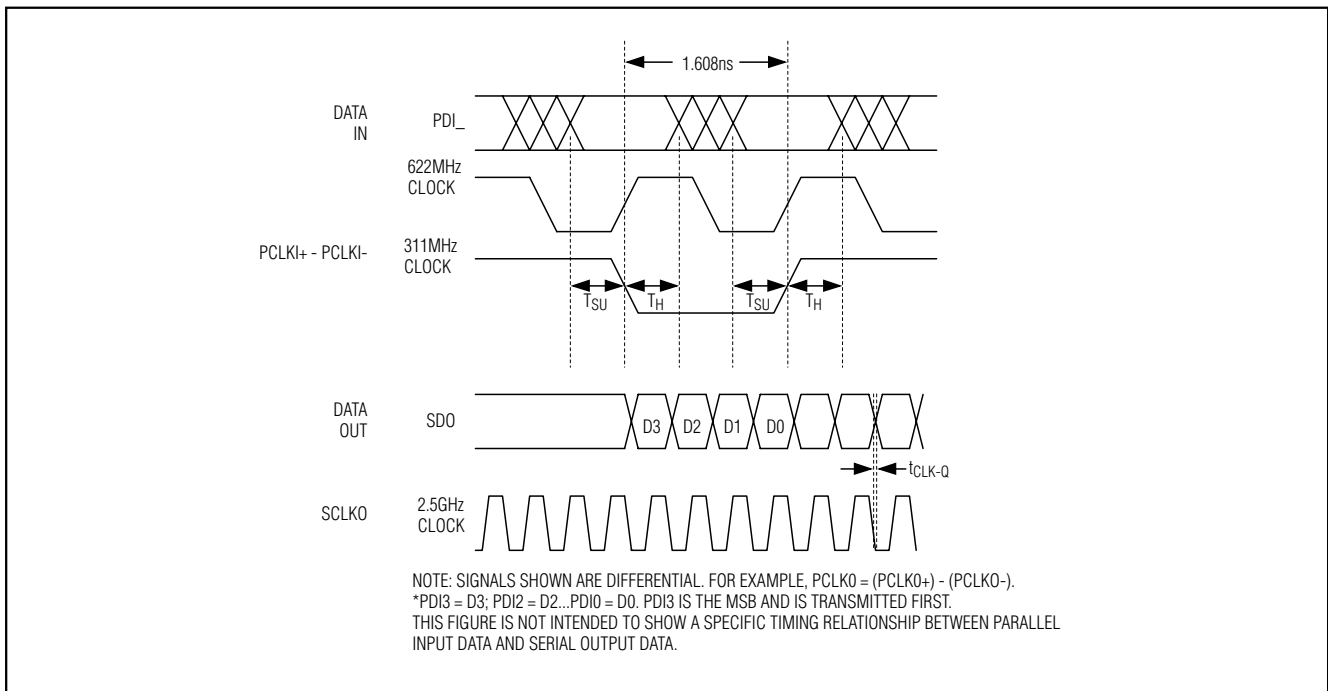 1.608ns
DATA
IN
PDI_
622MHz
CLOCK
PCLKI+ - PCLKI-
311MHz
CLOCK
TSU
TH
TSU
TH
DATA
OUT
SDO
D3
D2
D1
D0
tCLK-Q
SCLKO
2.5GHz
CLOCK
NOTE: SIGNALS SHOWN ARE DIFFERENTIAL. FOR EXAMPLE, PCLK0 = (PCLK0+) - (PCLKO-).
*PDI3 = D3; PDI2 = D2...PDI0 = D0. PDI3 IS THE MSB AND IS TRANSMITTED FIRST.
THIS FIGURE IS NOT INTENDED TO SHOW A SPECIFIC TIMING RELATIONSHIP BETWEEN PARALLEL
INPUT DATA AND SERIAL OUTPUT DATA.